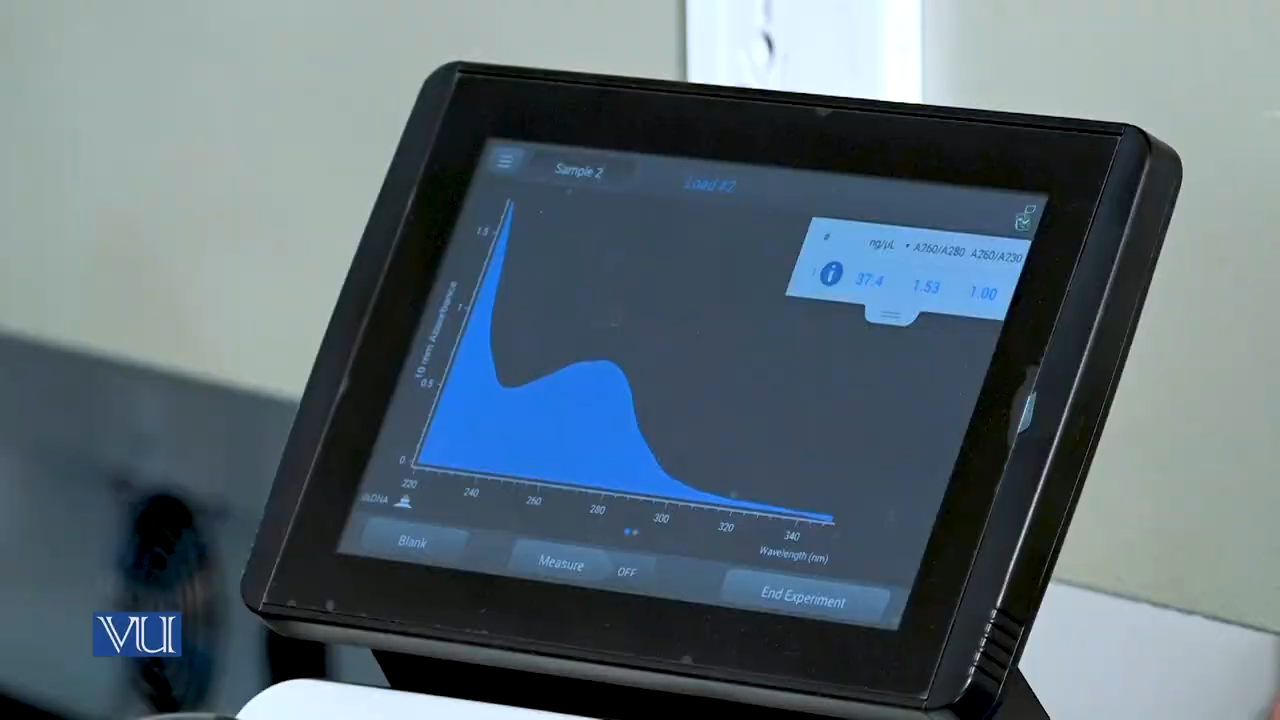 Sample 2
Load #2
# ng/µL A260/A280 A260/A230
1 37.4 1.53 1.00
10 mm Absorbance
1.5
1
0.5
0
220 240 260 280 300 320 340
dsDNA
Wavelength (nm)
Blank
Measure OFF
End Experiment
VU